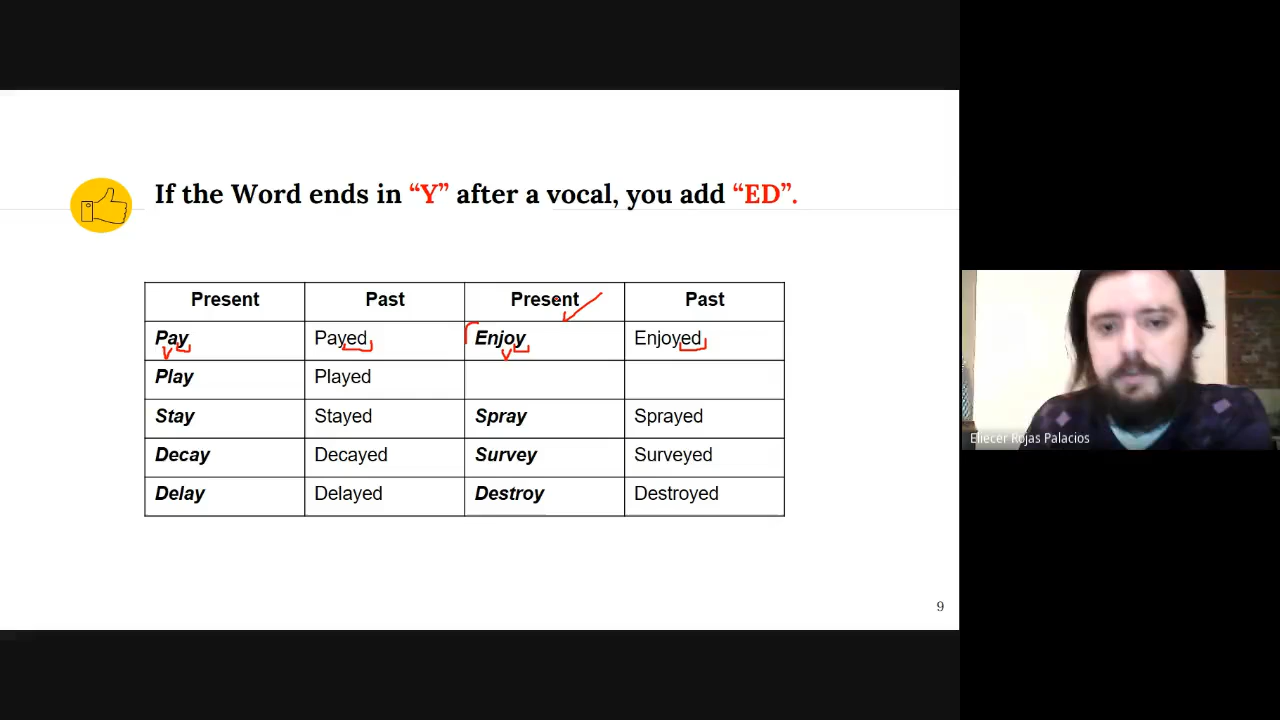 If the Word ends in “Y” after a vocal, you add “ED”.
Present Past Present Past
Pay Payed Enjoy Enjoyed
Play Played
Stay Stayed Spray Sprayed
Decay Decayed Survey Surveyed
Delay Delayed Destroy Destroyed
Eliecer Rojas Palacios
9